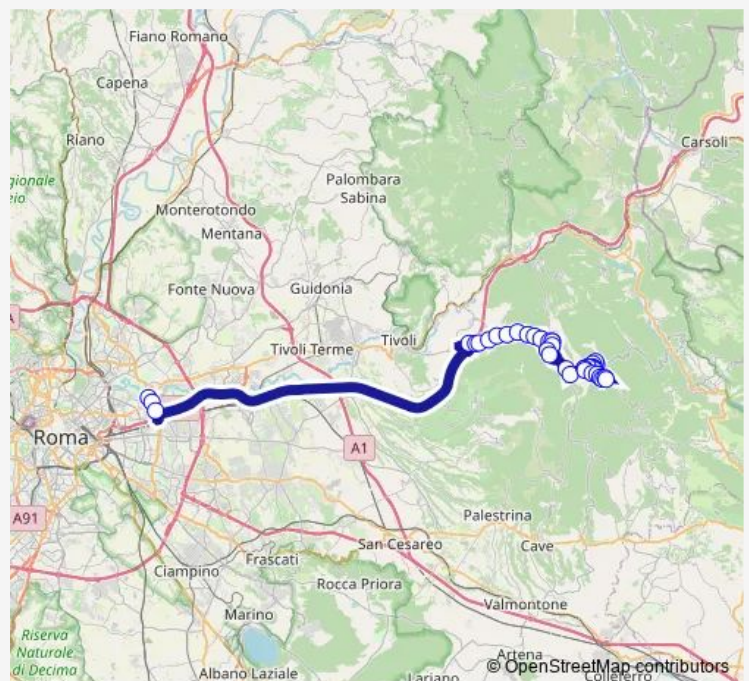 Fiano Romano
Capena
Riano
Carsoli
gionale
eio
Palombara
Sabina
Monterotondo
Mentana
Fonte Nuova
Guidonia
Tivoli Terme
Tivoli
Roma
A1
A91
Palestrina
San Cesareo
Cave
Ciampino
Frascati
Rocca Priora
Marino
Valmontone
Riserva
Naturale
di Decima
Albano Laziale
Lariano
Artena
Colleferro
© OpenStreetMap contributors